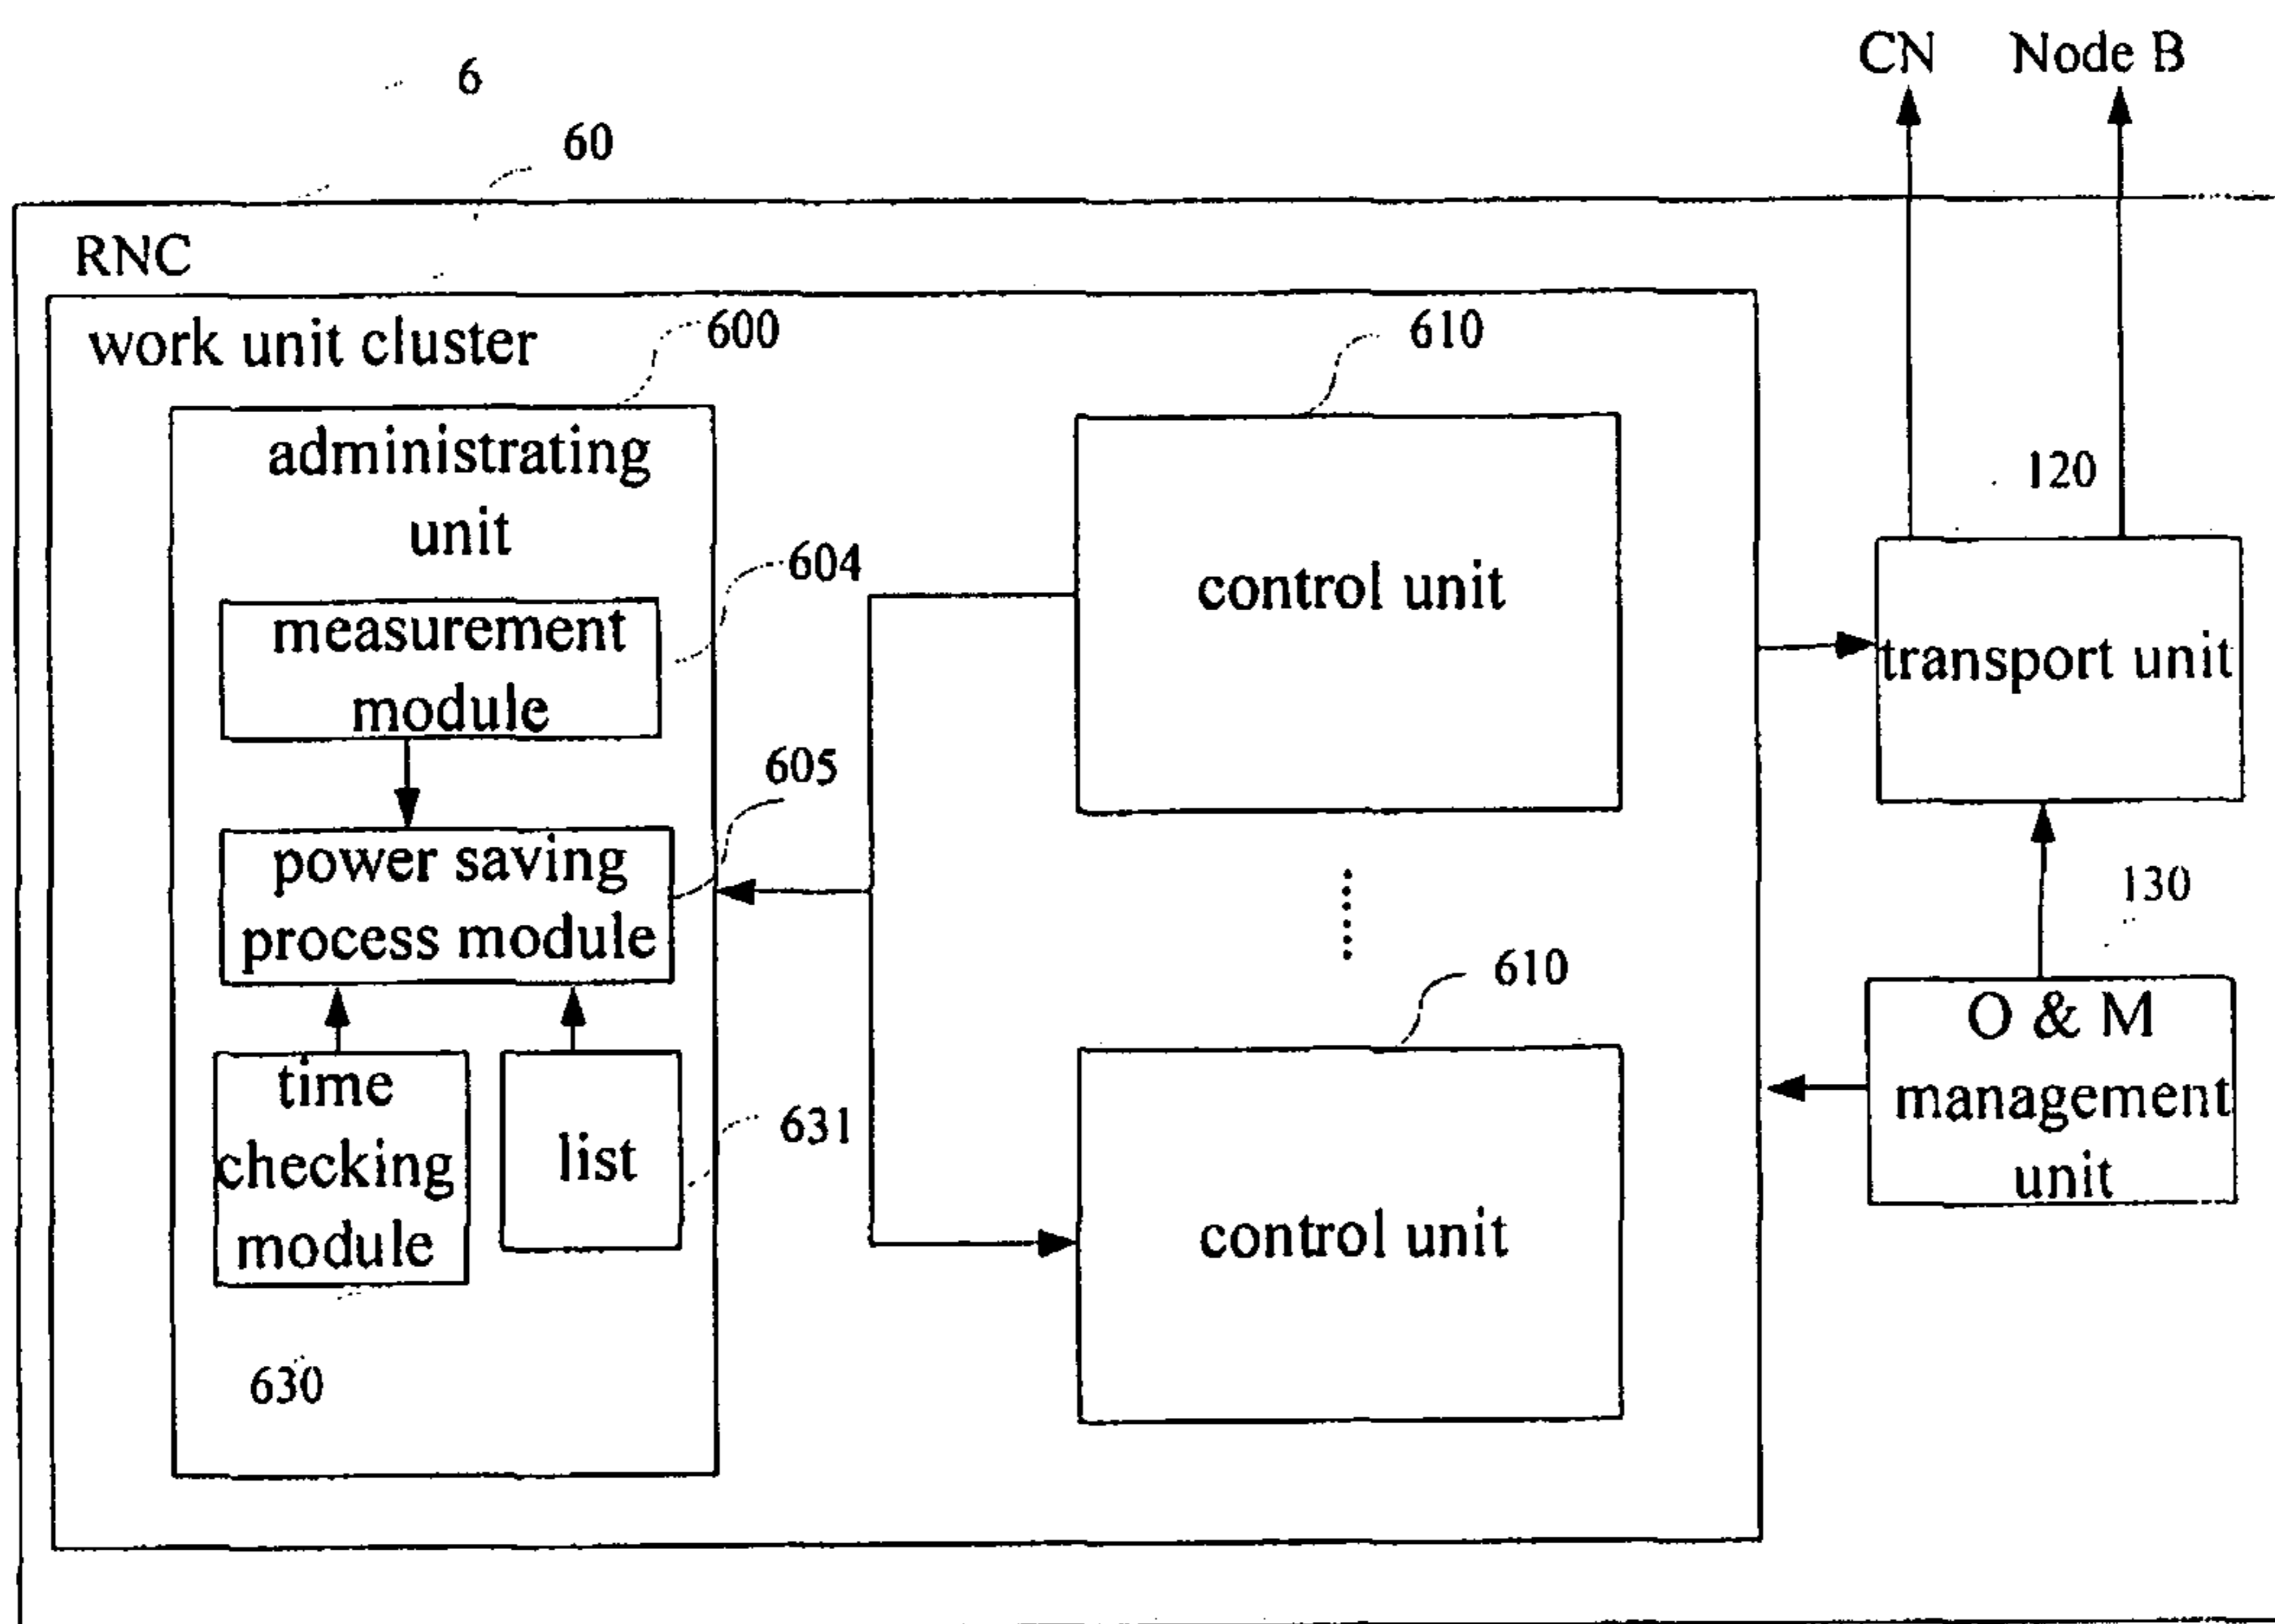 CN
Node B
6
60
RNC
work unit cluster
600
610
administrating
unit
120
604
control unit
measurement
module
transport unit
605
power saving
process module
130
610
O & M
management
unit
time
checking
module
list
631
control unit
630